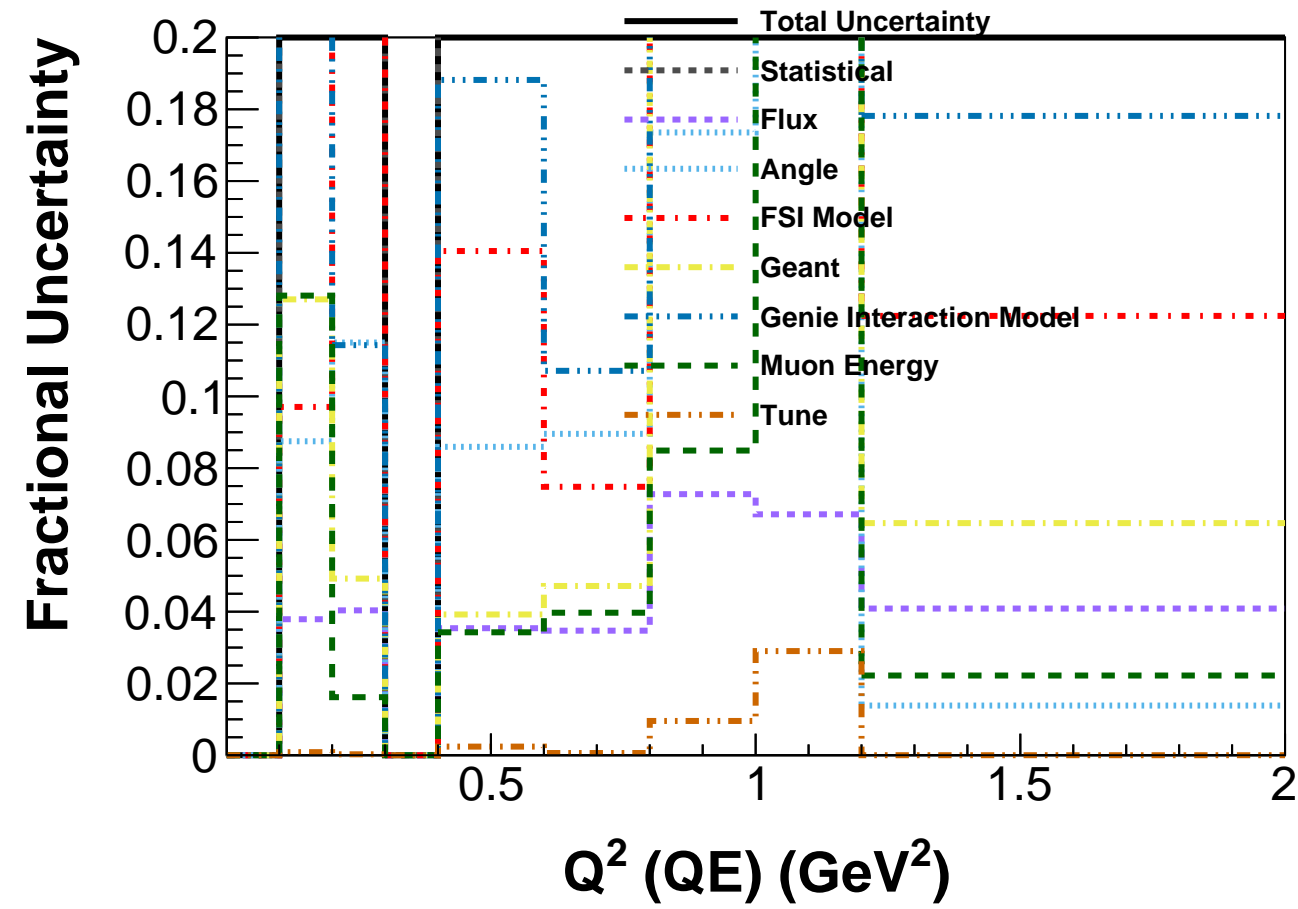 Fractional Uncertainty
0.2
0.18
0.16
0.14
0.12
0.1
0.08
0.06
0.04
0.02
0
Total Uncertainty
Statistical
Flux
Angle
FSI Model
Geant
Genie Interaction Model
Muon Energy
Tune
0.5
1
1.5
2
Q² (QE) (GeV²)